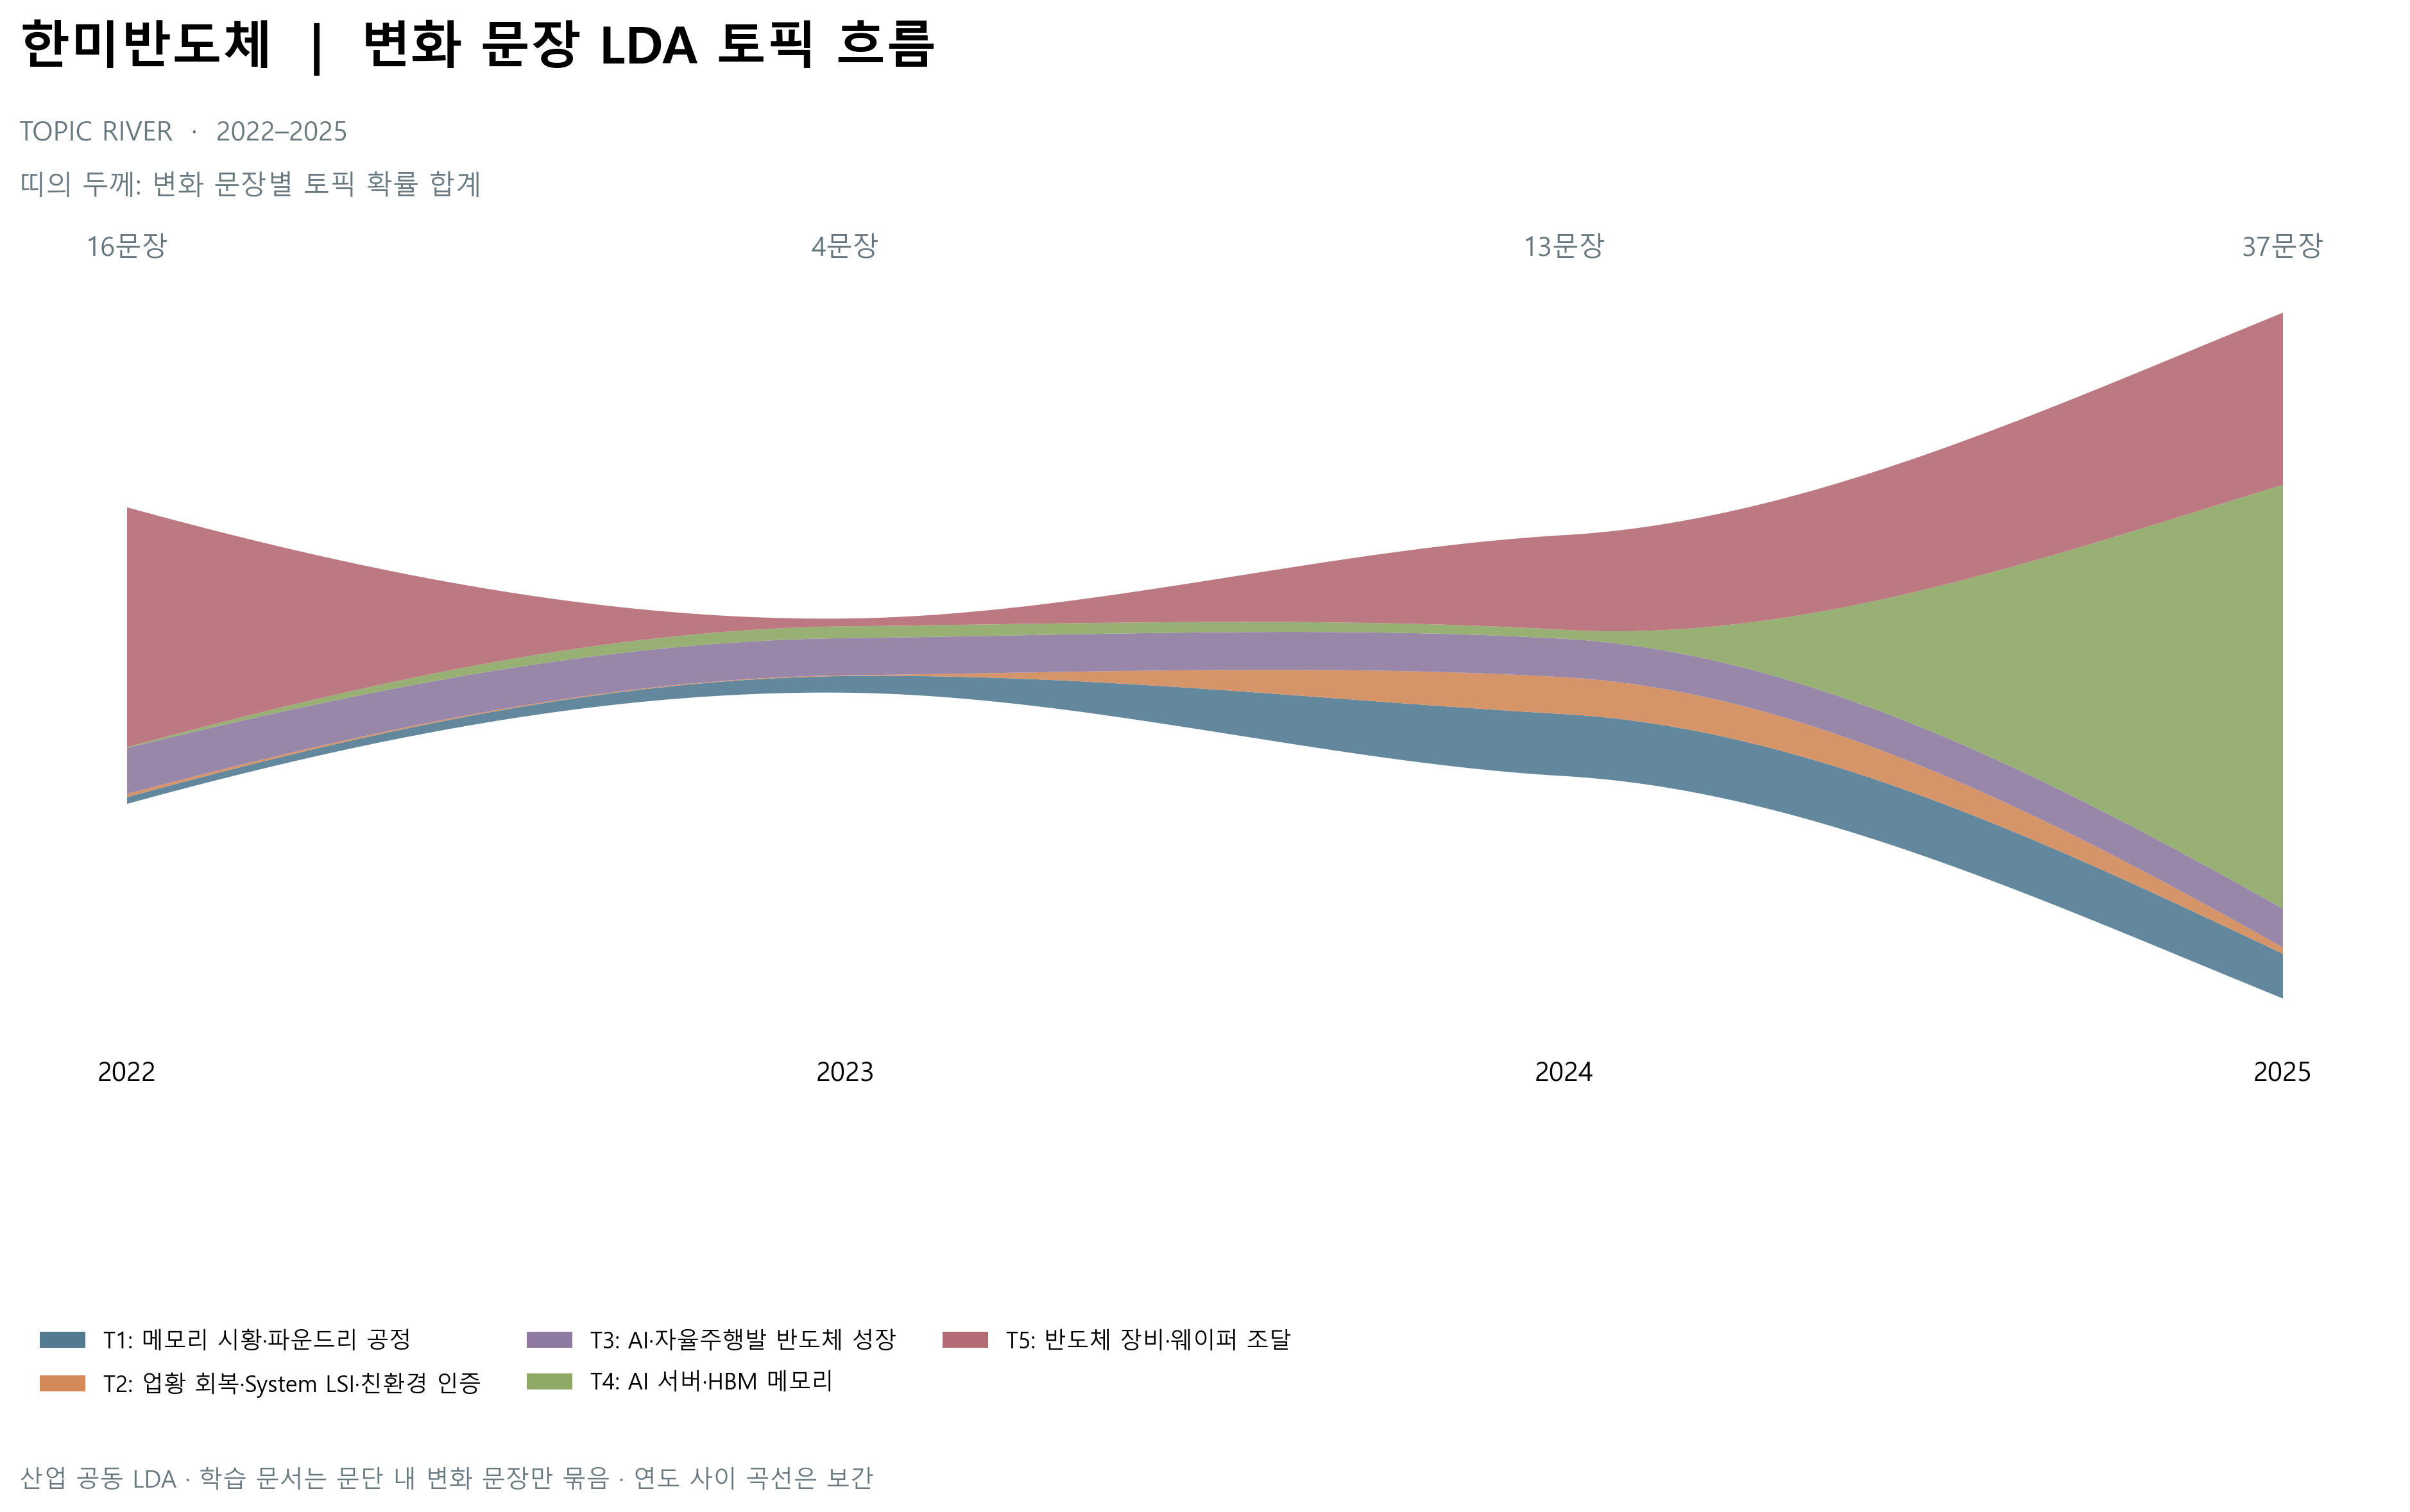 한미반도체 | 변화 문장 LDA 토픽 흐름
TOPIC RIVER · 2022–2025
띠의 두께: 변화 문장별 토픽 확률 합계
16문장 4문장 13문장 37문장
2022 2023 2024 2025
T1: 메모리 시황·파운드리 공정 T3: AI·자율주행발 반도체 성장 T5: 반도체 장비·웨이퍼 조달
T2: 업황 회복·System LSI·친환경 인증 T4: AI 서버·HBM 메모리
산업 공동 LDA · 학습 문서는 문단 내 변화 문장만 묶음 · 연도 사이 곡선은 보간